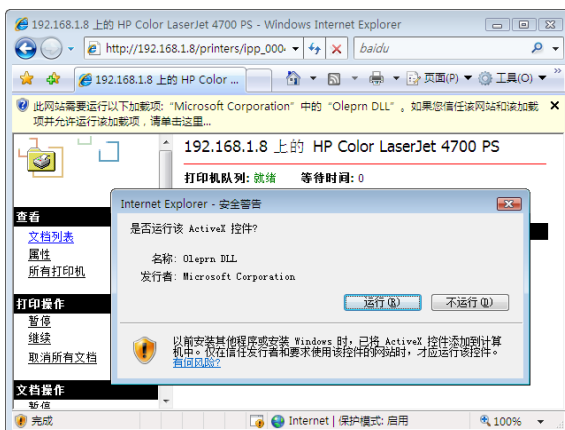 192.168.1.8 上的 HP Color LaserJet 4700 PS - Windows Internet Explorer
http://192.168.1.8/printers/ipp_000
baidu
192.168.1.8 上的 HP Color ...
页面(P)
工具(O)
此网站需要运行以下加载项: “Microsoft Corporation” 中的 “Oleprn DLL” 。如果您信任该网站和该加载
项并允许运行该加载项，请单击这里...
192.168.1.8 上的 HP Color LaserJet 4700 PS
打印机队列: 就绪 等待时间: 0
查看
文档列表
属性
所有打印机
打印操作
暂停
继续
取消所有文档
文档操作
暂停
Internet Explorer - 安全警告
是否运行该 ActiveX 控件?
名称: Oleprn DLL
发行者: Microsoft Corporation
运行(R)
不运行(D)
以前安装其他程序或安装 Windows 时，已将 ActiveX 控件添加到计算
机中。仅在信任发行者和要求使用该控件的网站时，才应运行该控件。
有何风险?
完成
Internet | 保护模式: 启用
100%